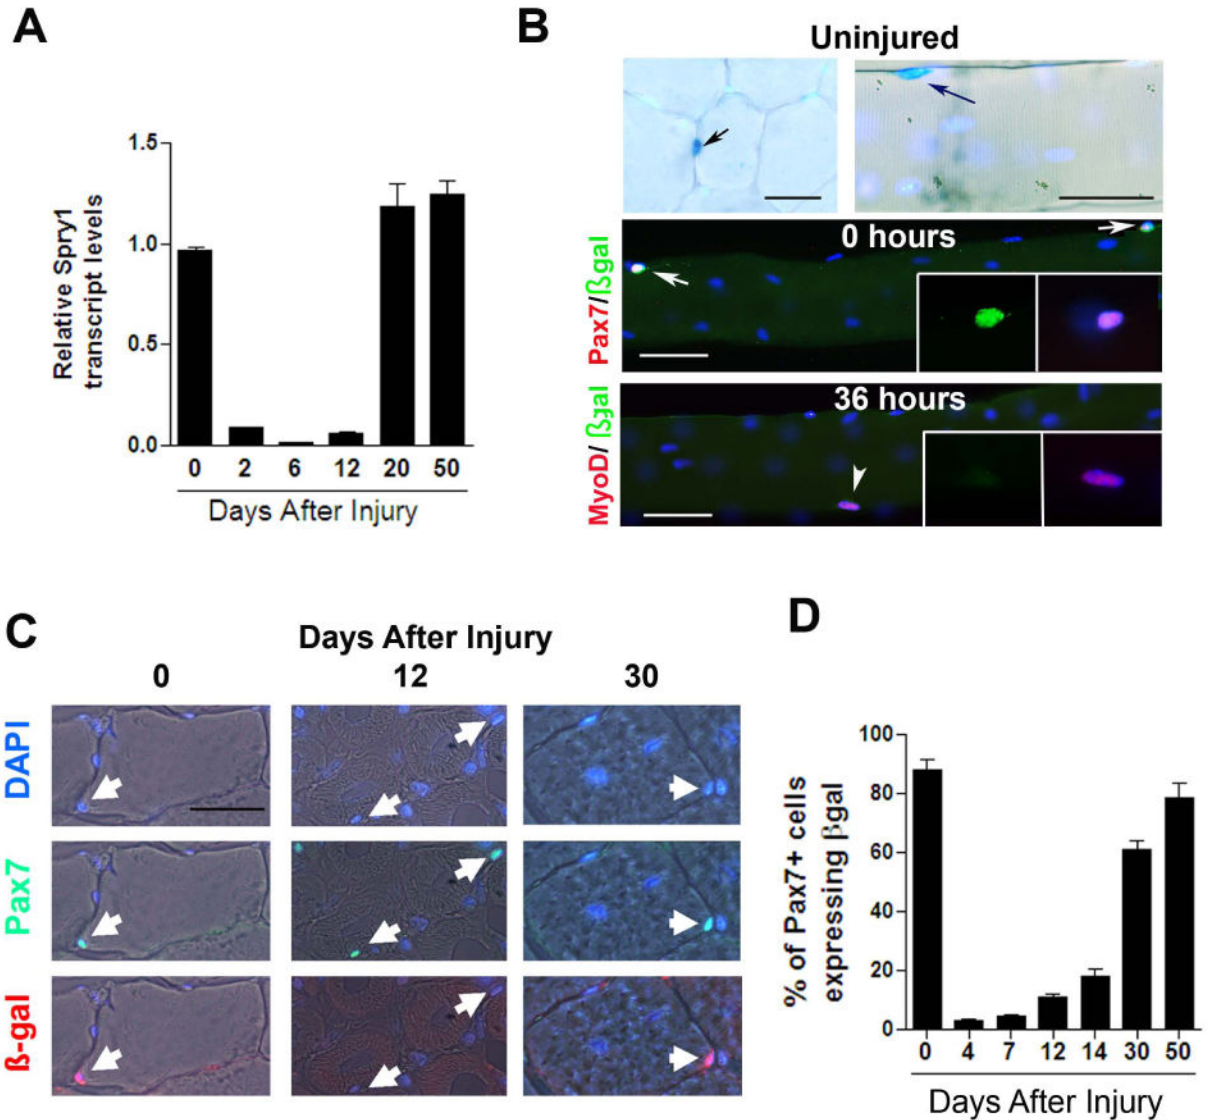 A
1.5
1.0
0.5
0.0
Relative Spry1
transcript levels
0 2 6 12 20 50
Days After Injury
B
Uninjured
0 hours
Pax7/ßgal
36 hours
MyoD/ ßgal
C
Days After Injury
0 12 30
DAPI
Pax7
ß-gal
D
100
80
60
40
20
0
% of Pax7+ cells
expressing βgal
0 4 7 12 14 30 50
Days After Injury